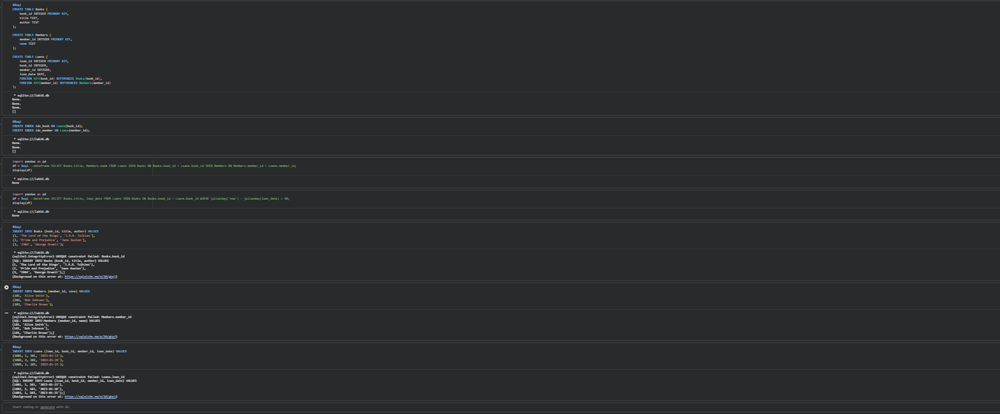 %%sql
CREATE TABLE Books (
    book_id INTEGER PRIMARY KEY,
    title TEXT,
    author TEXT
);
CREATE TABLE Members (
    member_id INTEGER PRIMARY KEY,
    name TEXT
);
CREATE TABLE Loans (
    loan_id INTEGER PRIMARY KEY,
    book_id INTEGER,
    member_id INTEGER,
    loan_date DATE,
    FOREIGN KEY(book_id) REFERENCES Books(book_id),
    FOREIGN KEY(member_id) REFERENCES Members(member_id)
);
* sqlite:///lab16.db
Done.
Done.
Done.
[]
%%sql
CREATE INDEX idx_book ON Loans(book_id);
CREATE INDEX idx_member ON Loans(member_id);
* sqlite:///lab16.db
Done.
Done.
[]
import pandas as pd
df = %sql --dataframe SELECT Books.title, Members.name FROM Loans JOIN Books ON Books.book_id = Loans.book_id JOIN Members ON Members.member_id = Loans.member_id;
display(df)
* sqlite:///lab16.db
None
import pandas as pd
df = %sql --dataframe SELECT Books.title, loan_date FROM Loans JOIN Books ON Books.book_id = Loans.book_id WHERE julianday('now') - julianday(loan_date) > 30;
display(df)
* sqlite:///lab16.db
None
%%sql
INSERT INTO Books (book_id, title, author) VALUES
(1, 'The Lord of the Rings', 'J.R.R. Tolkien'),
(2, 'Pride and Prejudice', 'Jane Austen'),
(3, '1984', 'George Orwell');
* sqlite:///lab16.db
(sqlite3.IntegrityError) UNIQUE constraint failed: Books.book_id
[SQL: INSERT INTO Books (book_id, title, author) VALUES
(1, 'The Lord of the Rings', 'J.R.R. Tolkien'),
(2, 'Pride and Prejudice', 'Jane Austen'),
(3, '1984', 'George Orwell');]
(Background on this error at: https://sqlalche.me/e/20/gkpj)
%%sql
INSERT INTO Members (member_id, name) VALUES
(101, 'Alice Smith'),
(102, 'Bob Johnson'),
(103, 'Charlie Brown');
* sqlite:///lab16.db
(sqlite3.IntegrityError) UNIQUE constraint failed: Members.member_id
[SQL: INSERT INTO Members (member_id, name) VALUES
(101, 'Alice Smith'),
(102, 'Bob Johnson'),
(103, 'Charlie Brown');]
(Background on this error at: https://sqlalche.me/e/20/gkpj)
%%sql
INSERT INTO Loans (loan_id, book_id, member_id, loan_date) VALUES
(1001, 1, 101, '2023-01-15'),
(1002, 2, 102, '2023-01-20'),
(1003, 1, 103, '2023-01-25');
* sqlite:///lab16.db
(sqlite3.IntegrityError) UNIQUE constraint failed: Loans.loan_id
[SQL: INSERT INTO Loans (loan_id, book_id, member_id, loan_date) VALUES
(1001, 1, 101, '2023-01-15'),
(1002, 2, 102, '2023-01-20'),
(1003, 1, 103, '2023-01-25');]
(Background on this error at: https://sqlalche.me/e/20/gkpj)
Start coding or generate with AI.